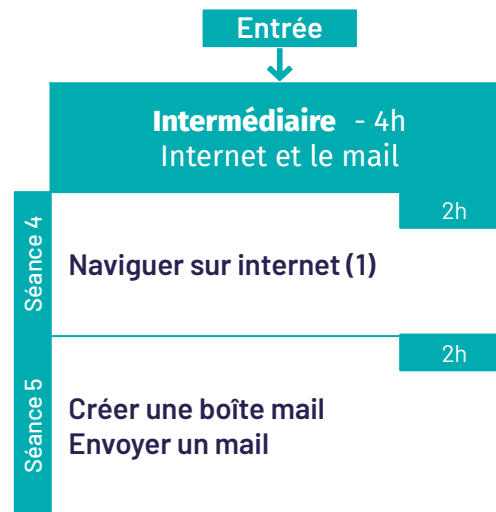 Entrée
Intermédiaire - 4h
Internet et le mail
2h
Séance 4
Naviguer sur internet (1)
2h
Séance 5
Créer une boîte mail
Envoyer un mail